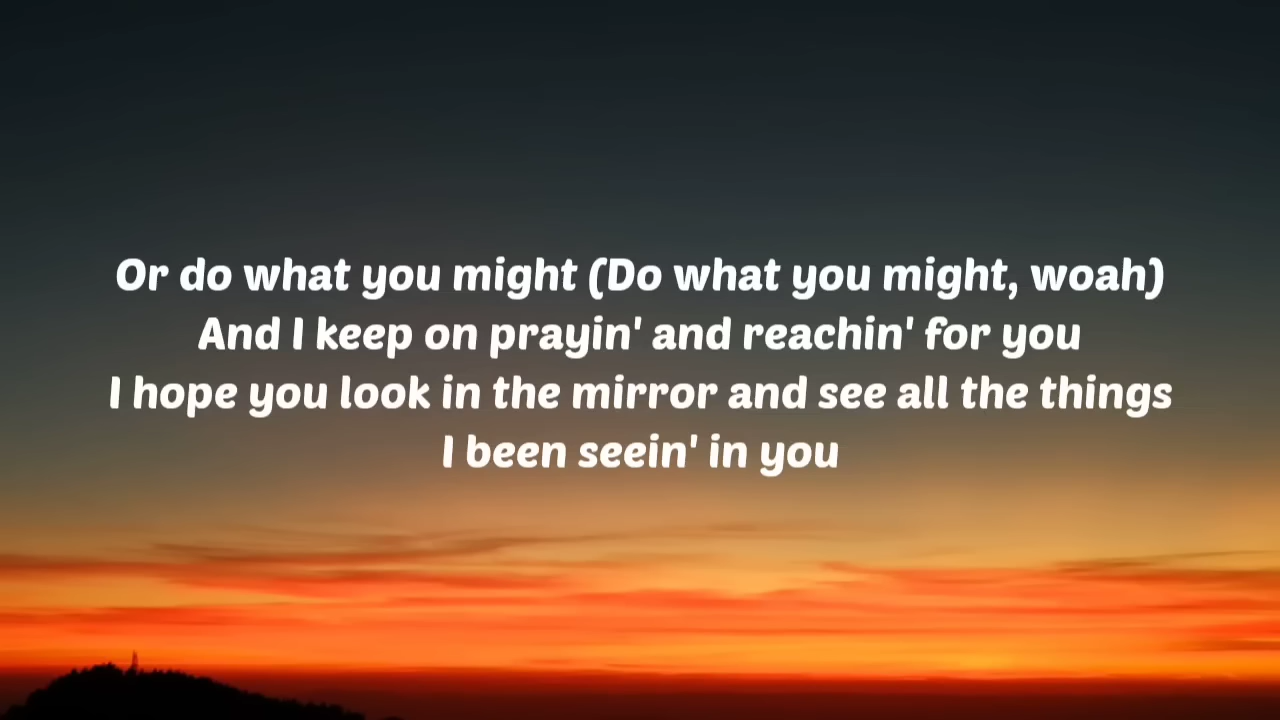 Or do what you might (Do what you might, woah)
And I keep on prayin' and reachin' for you
I hope you look in the mirror and see all the things
I been seein' in you